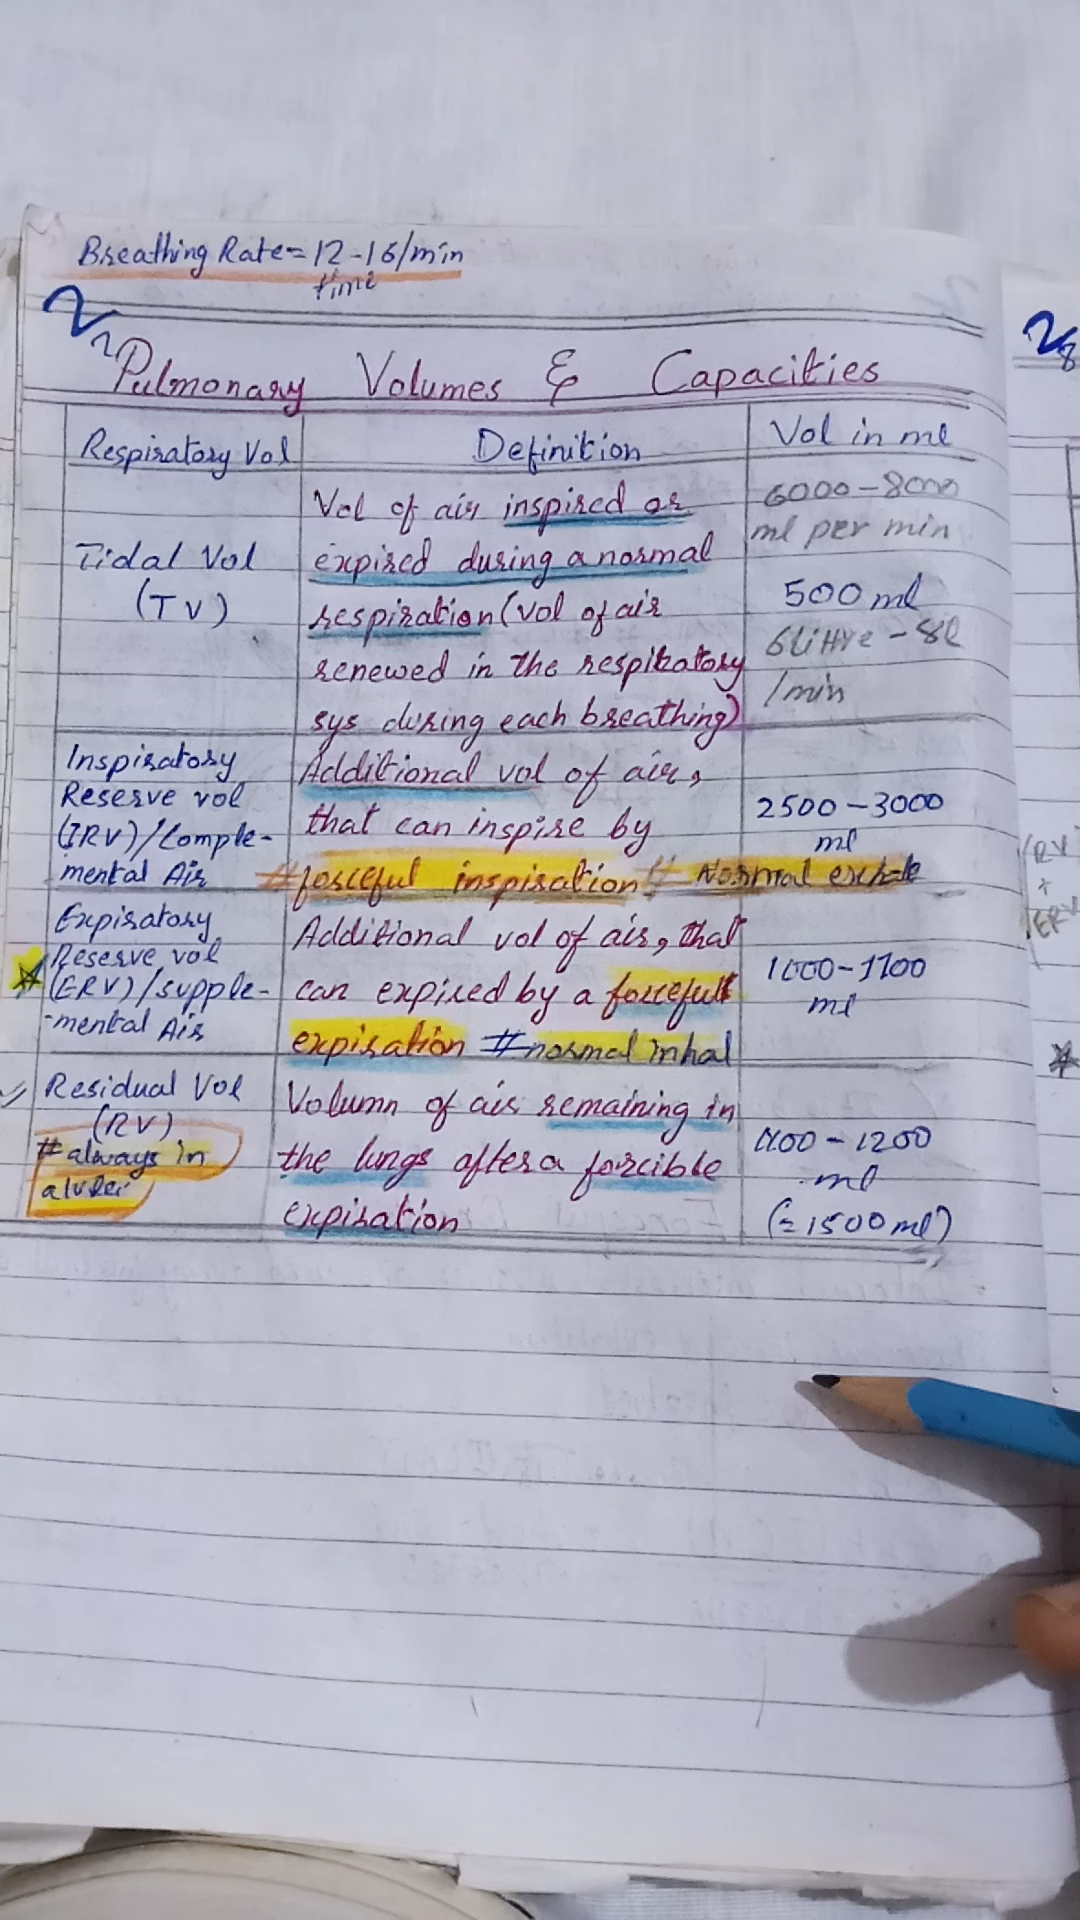 Breathing Rate = 12-16/min
time
Pulmonary Volumes & Capacities
Respiratory Vol
Definition
Vol in ml
Tidal Vol
(TV)
Vol of air inspired or
expired during a normal
respiration (vol of air
renewed in the respiratory
sys during each breathing)
6000-8000
ml per min
500 ml
6littre - 8l
/min
Inspiratory
Reserve vol
(IRV)/Comple-
mental Air
Additional vol of air,
that can inspire by
#forceful inspiration # Normal exhale
2500-3000
ml
Expiratory
Reserve vol
(ERV)/supple-
-mental Air
Additional vol of air, that
can expired by a forcefull
expiration #normal inhal
1000-1100
ml
Residual Vol
(RV)
#always in
Volumn of air remaining in
the lungs after a forcible
expiration
1100-1200
ml
(≈1500 ml)
RV
+
ERV